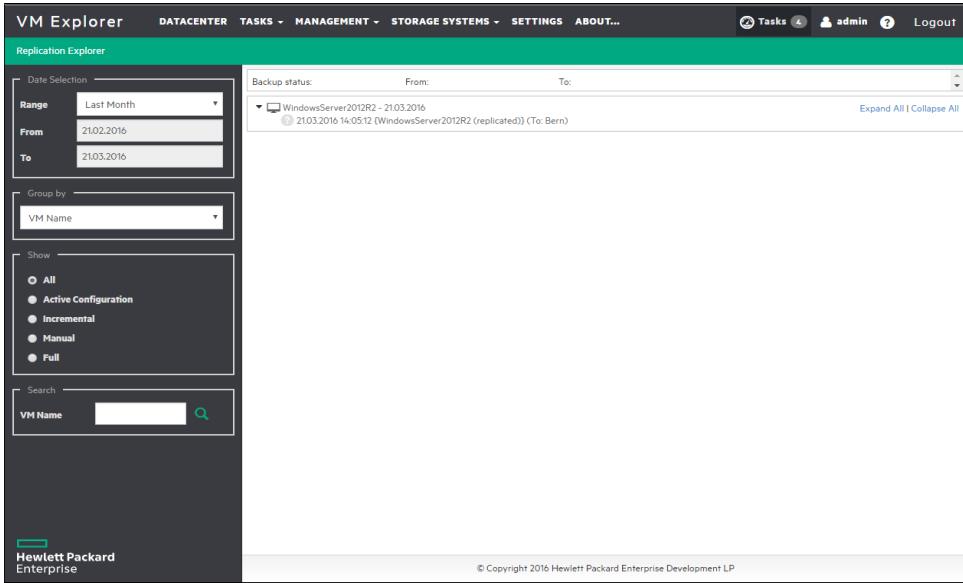 VM Explorer DATACENTER TASKS MANAGEMENT STORAGE SYSTEMS SETTINGS ABOUT... Tasks 4 admin ? Logout
Replication Explorer
Date Selection
Range Last Month
From 21.02.2016
To 21.03.2016
Group by
VM Name
Show
All
Active Configuration
Incremental
Manual
Full
Search
VM Name
Hewlett Packard
Enterprise
Backup status: From: To:
WindowsServer2012R2 - 21.03.2016 Expand All | Collapse All
? 21.03.2016 14:05:12 {WindowsServer2012R2 (replicated)} (To: Bern)
© Copyright 2016 Hewlett Packard Enterprise Development LP